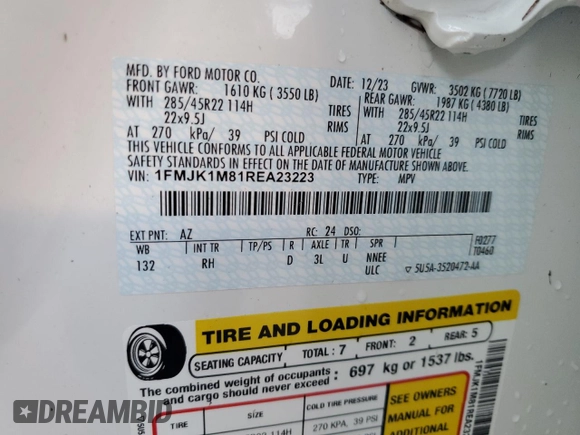 MFD. BY FORD MOTOR CO.
DATE: 12/23 GVWR: 3502 KG (7720 LB)
FRONT GAWR: 1610 KG (3550 LB) REAR GAWR: 1987 KG (4380 LB)
WITH 285/45R22 114H TIRES WITH 285/45R22 114H TIRES
22x9.5J RIMS 22x9.5J RIMS
AT 270 kPa/ 39 PSI COLD AT 270 kPa/ 39 PSI COLD
THIS VEHICLE CONFORMS TO ALL APPLICABLE FEDERAL MOTOR VEHICLE
SAFETY STANDARDS IN EFFECT ON THE DATE OF MANUFACTURE SHOWN ABOVE.
VIN: 1FMJK1M81REA23223 TYPE: MPV
EXT PNT: AZ RC: 24 DSO: F0277
WB INT TR TP/PS R AXLE TR SPR T0460
132 RH D 3L U NNEE
ULC 5U5A-3520472-AA
TIRE AND LOADING INFORMATION
SEATING CAPACITY TOTAL: 7 FRONT: 2 REAR: 5
The combined weight of occupants and cargo should never exceed: 697 kg or 1537 lbs.
TIRE SIZE COLD TIRE PRESSURE
SEE OWNERS
MANUAL FOR
ADDITIONAL
114H 270 KPA, 39 PSI
DREAMBID